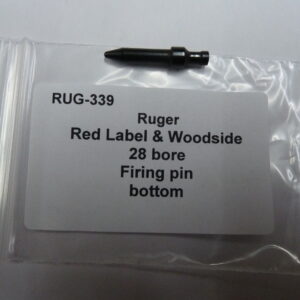 RUG-339
Ruger
Red Label & Woodside
28 bore
Firing pin
bottom